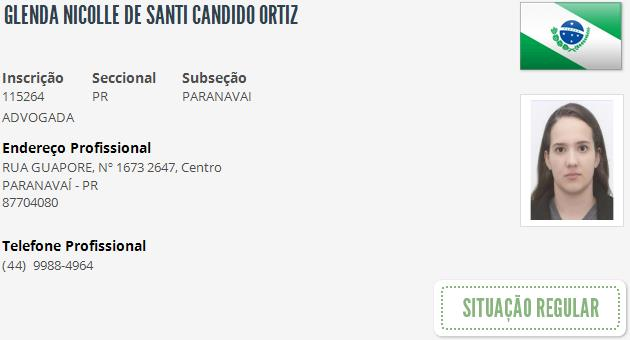 GLENDA NICOLLE DE SANTI CANDIDO ORTIZ
Inscrição Seccional Subseção
115264 PR PARANAVAI
ADVOGADA
Endereço Profissional
RUA GUAPORE, Nº 1673 2647, Centro
PARANAVAÍ - PR
87704080
Telefone Profissional
(44) 9988-4964
SITUAÇÃO REGULAR